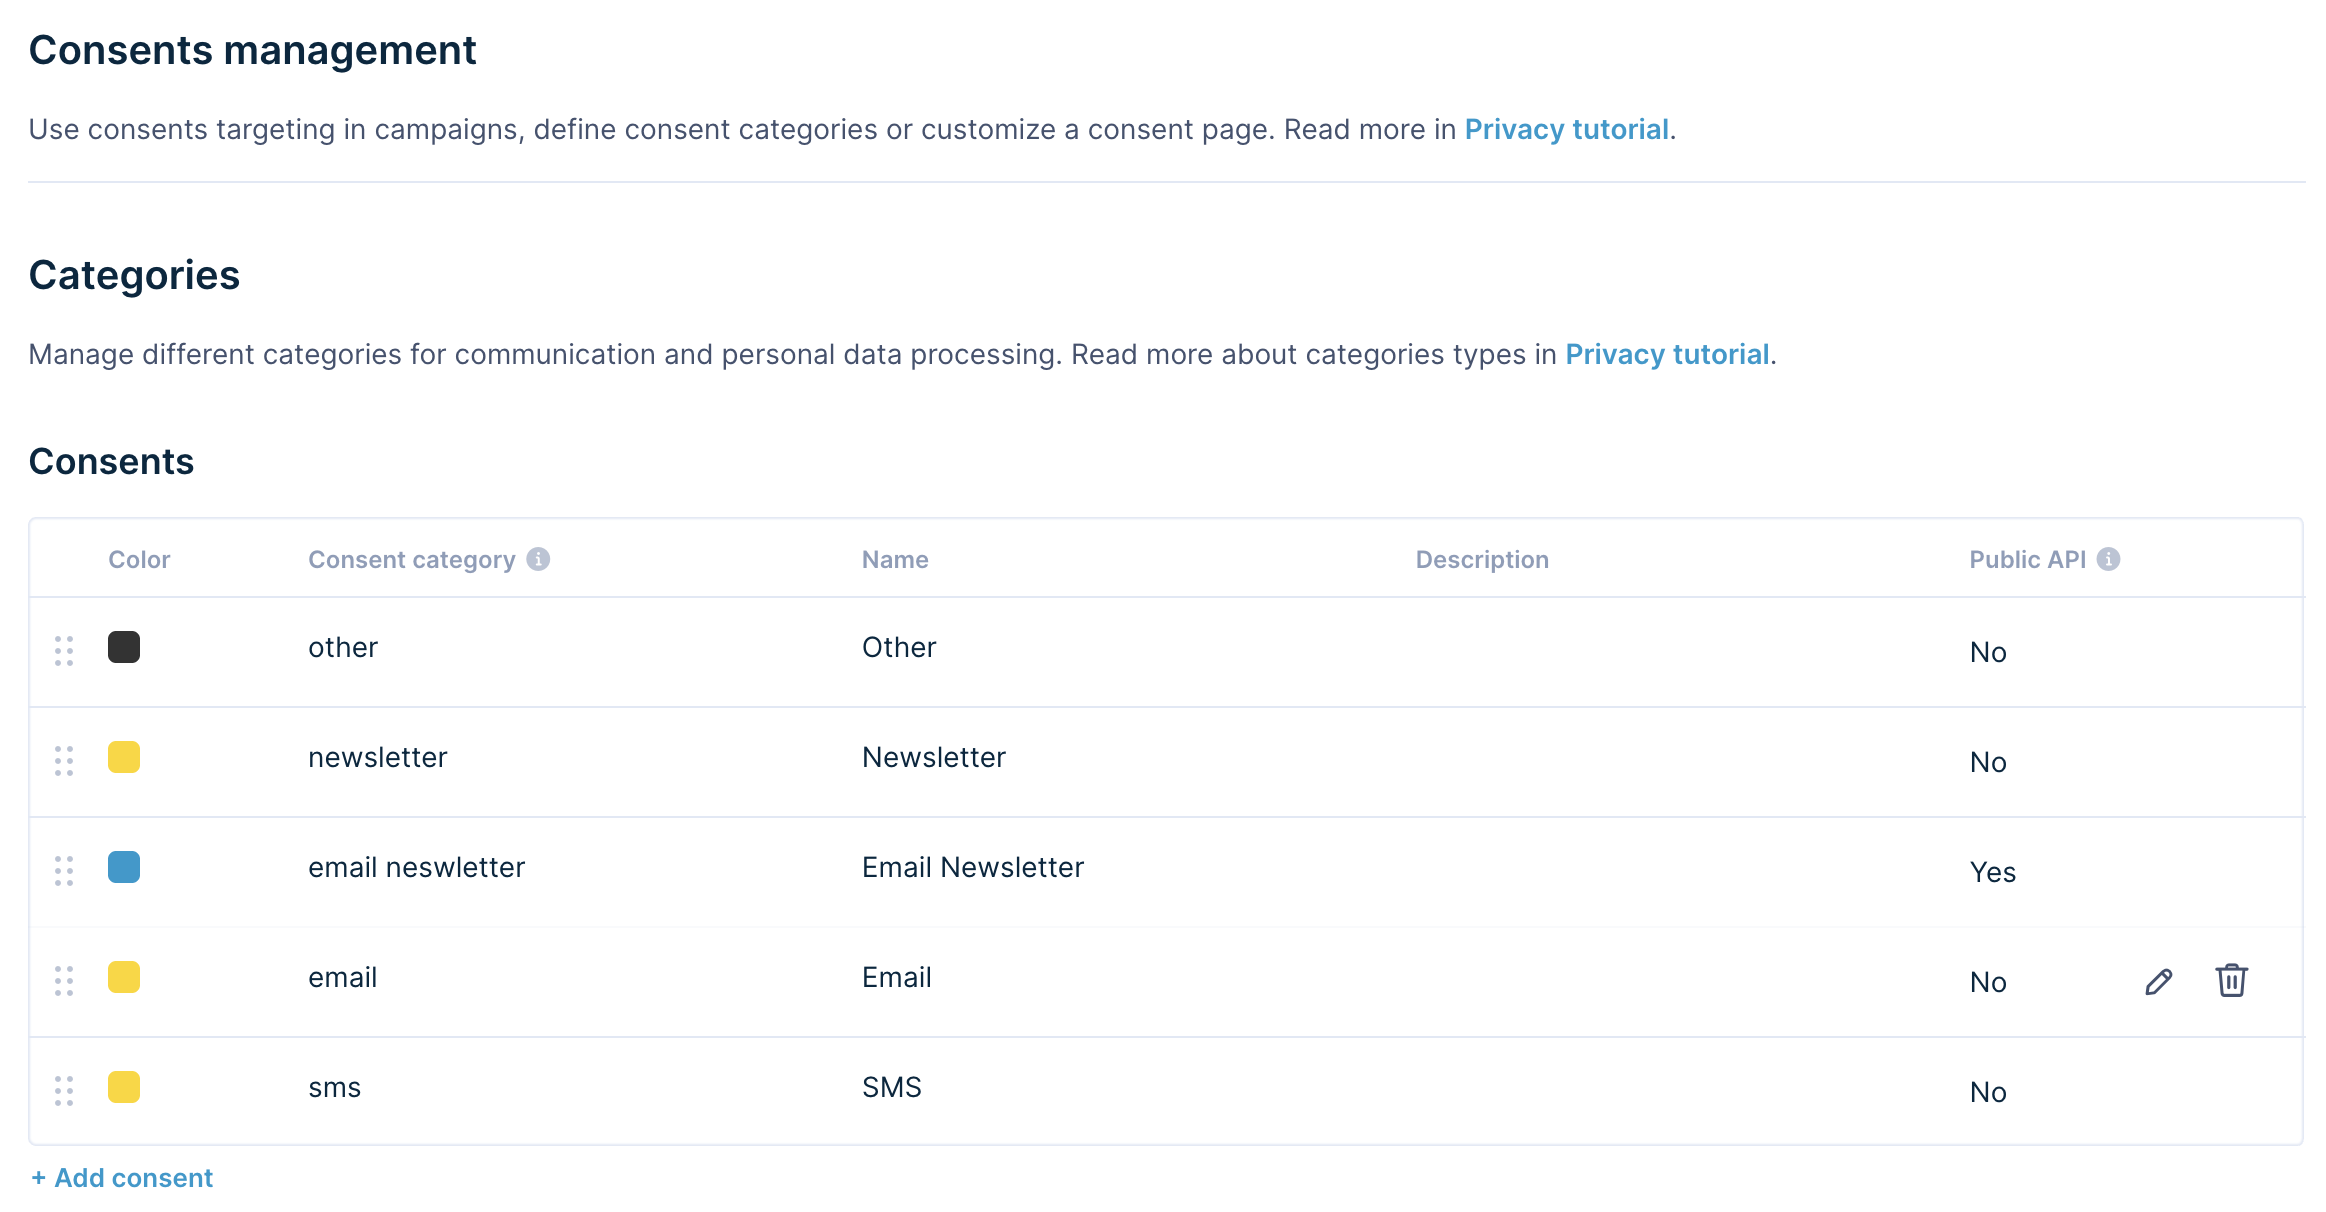 Consents management
Use consents targeting in campaigns, define consent categories or customize a consent page. Read more in Privacy tutorial.
Categories
Manage different categories for communication and personal data processing. Read more about categories types in Privacy tutorial.
Consents
Color Consent category Name Description Public API
other Other No
newsletter Newsletter No
email neswletter Email Newsletter Yes
email Email No
sms SMS No
+ Add consent